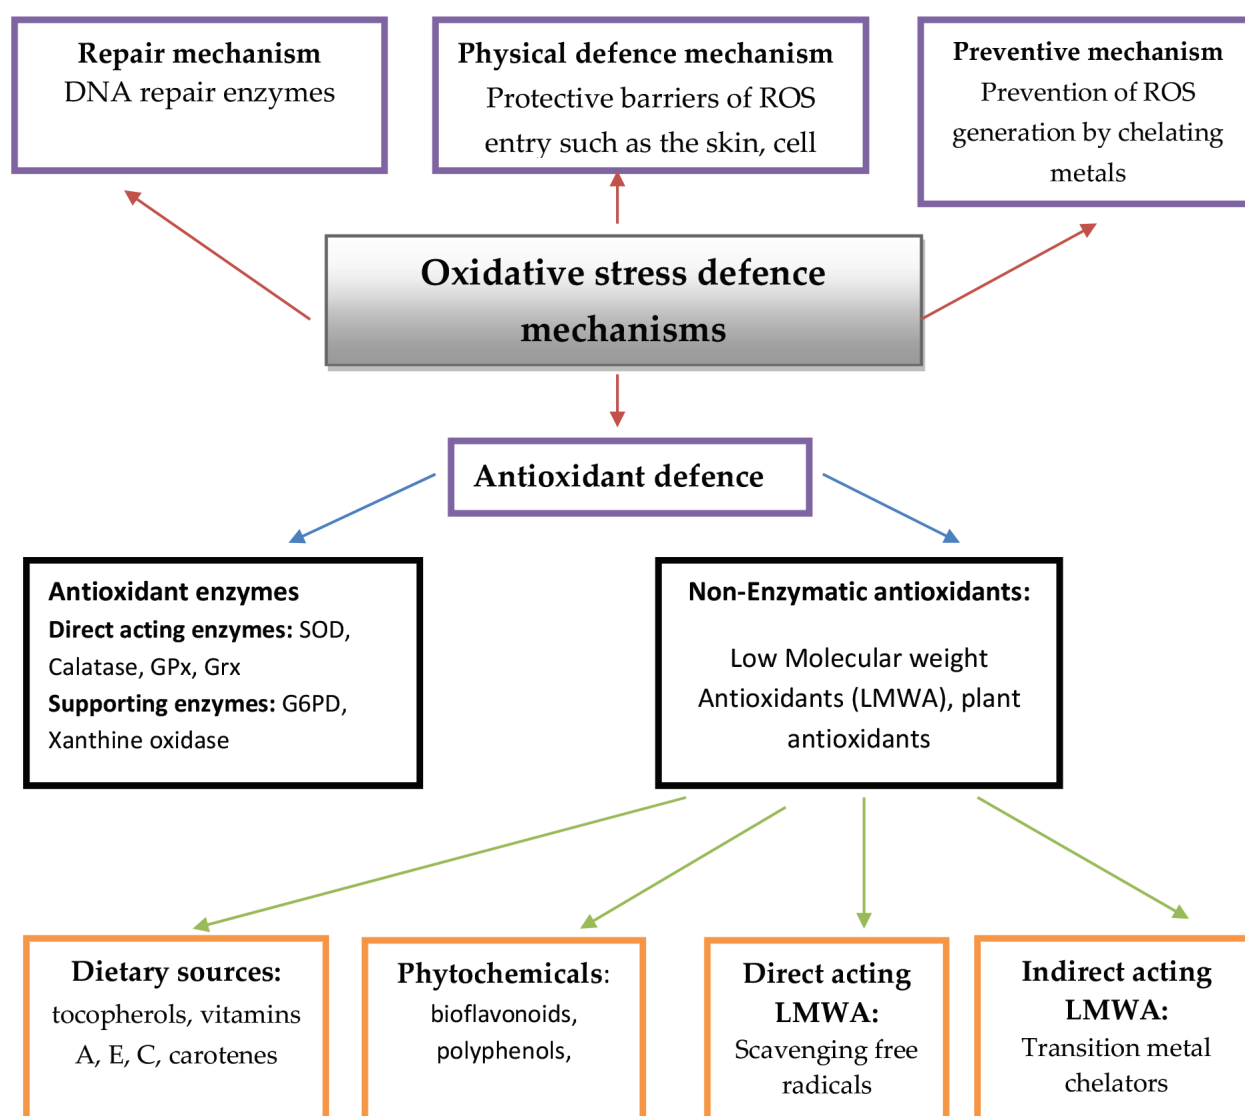 Repair mechanism
DNA repair enzymes
Physical defence mechanism
Protective barriers of ROS
entry such as the skin, cell
Preventive mechanism
Prevention of ROS
generation by chelating
metals
Oxidative stress defence
mechanisms
Antioxidant defence
Antioxidant enzymes
Direct acting enzymes: SOD,
Calatase, GPx, Grx
Supporting enzymes: G6PD,
Xanthine oxidase
Non-Enzymatic antioxidants:
Low Molecular weight
Antioxidants (LMWA), plant
antioxidants
Dietary sources:
tocopherols, vitamins
A, E, C, carotenes
Phytochemicals:
bioflavonoids,
polyphenols,
Direct acting
LMWA:
Scavenging free
radicals
Indirect acting
LMWA:
Transition metal
chelators